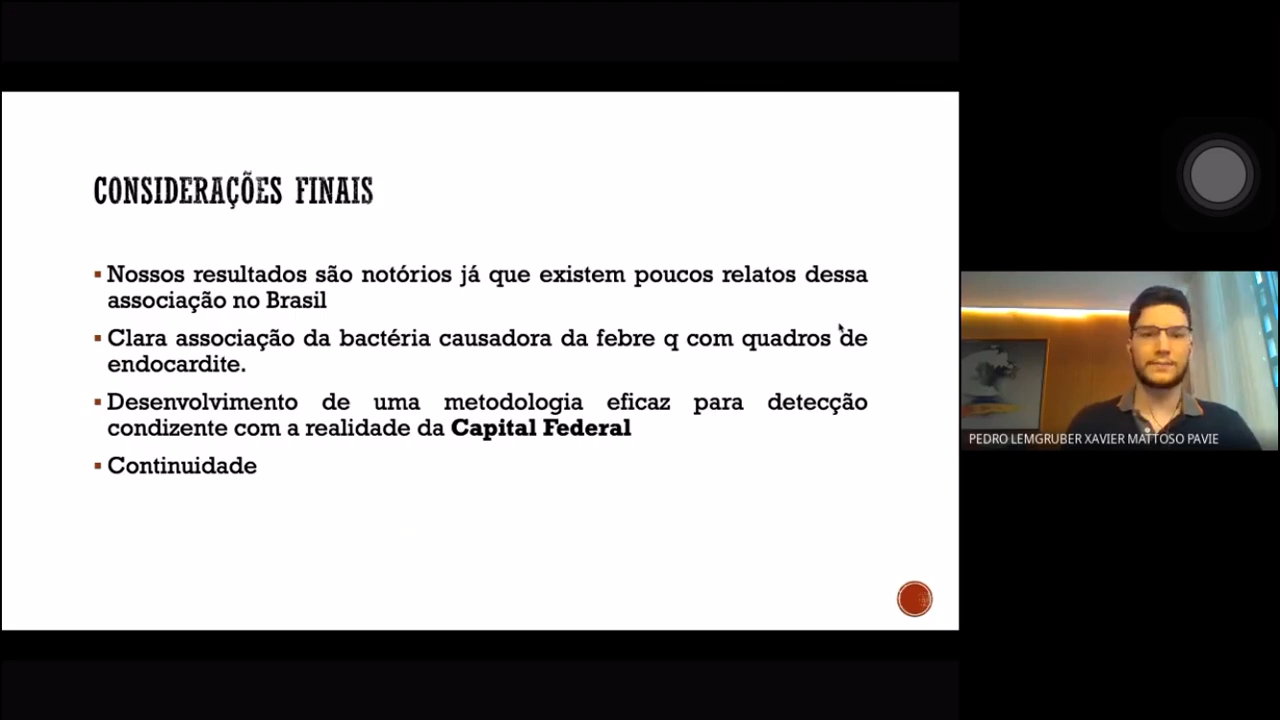 CONSIDERAÇÕES FINAIS
Nossos resultados são notórios já que existem poucos relatos dessa
associação no Brasil
Clara associação da bactéria causadora da febre q com quadros de
endocardite.
Desenvolvimento de uma metodologia eficaz para detecção
condizente com a realidade da Capital Federal
Continuidade
PEDRO LEMGRUBER XAVIER MATTOSO PAVIE